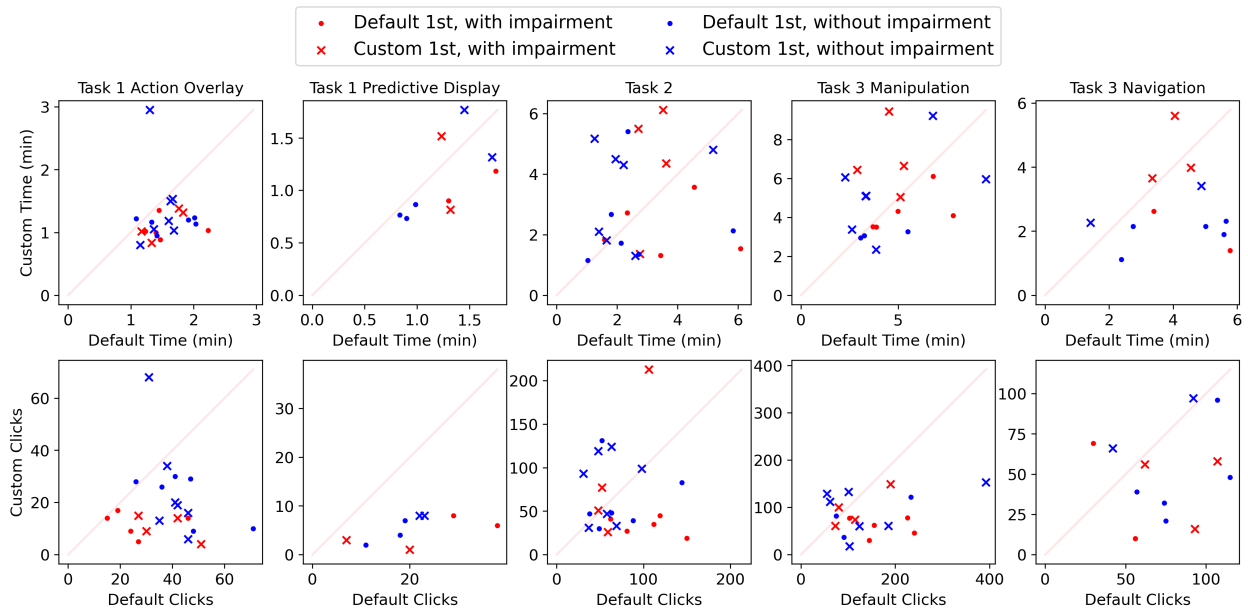 Default 1st, with impairment
Custom 1st, with impairment
Default 1st, without impairment
Custom 1st, without impairment
Task 1 Action Overlay
Task 1 Predictive Display
Task 2
Task 3 Manipulation
Task 3 Navigation
Custom Time (min)
3
2
1
0
0 1 2 3
Default Time (min)
1.5
1.0
0.5
0.0
0.0 0.5 1.0 1.5
Default Time (min)
6
4
2
0
0 2 4 6
Default Time (min)
8
6
4
2
0
0 5
Default Time (min)
6
4
2
0
0 2 4 6
Default Time (min)
Custom Clicks
60
40
20
0
0 20 40 60
Default Clicks
30
20
10
0
0 20
Default Clicks
200
150
100
50
0
0 100 200
Default Clicks
400
300
200
100
0
0 200 400
Default Clicks
100
75
50
25
0
0 50 100
Default Clicks